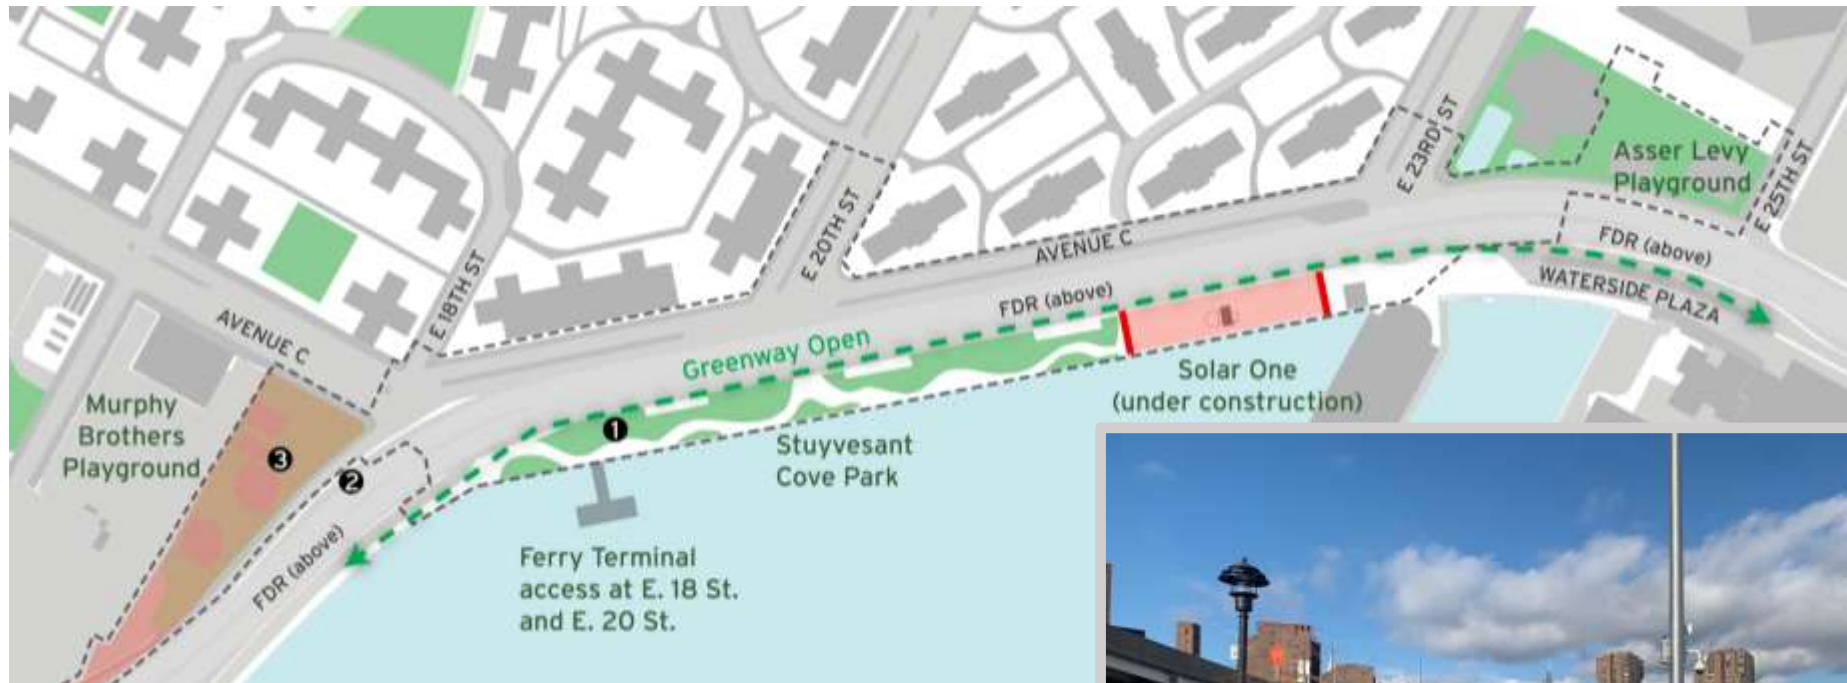 E 18TH ST
E 20TH ST
E 23RD ST
Asser Levy
Playground
E 25TH ST
AVENUE C
FDR (above)
WATERSIDE PLAZA
FDR (above)
AVENUE C
Greenway Open
Solar One
(under construction)
Murphy
Brothers
Playground
3
2
1
Stuyvesant
Cove Park
FDR (above)
Ferry Terminal
access at E. 18 St.
and E. 20 St.